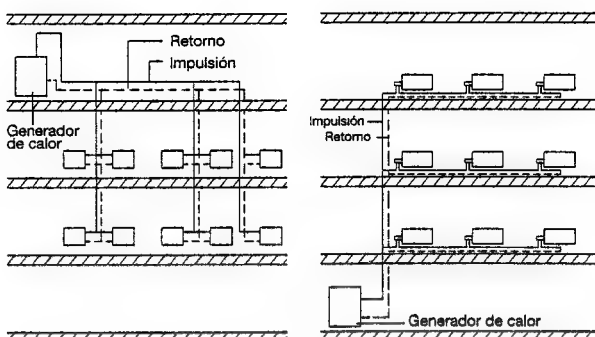 Retorno
Impulsión
Generador
de calor
Impulsión
Retorno
Generador de calor